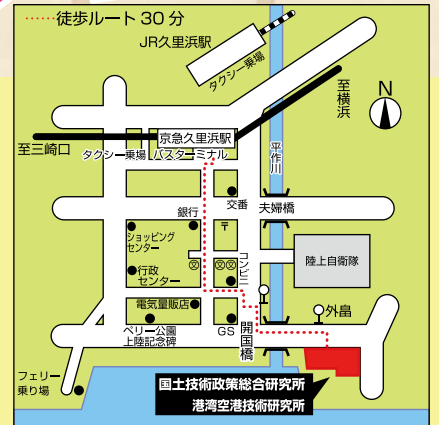 徒歩ルート 30 分
JR久里浜駅
タクシー乗場
至横浜
N
京急久里浜駅
至三崎口
タクシー乗場 バスターミナル
平作川
交番
銀行
〒
夫婦橋
ショッピング
センター
コンビニ
陸上自衛隊
行政
センター
文
文文
電気量販店
外畠
ペリー公園
上陸記念碑
GS
開国橋
フェリー
乗り場
国土技術政策総合研究所
港湾空港技術研究所